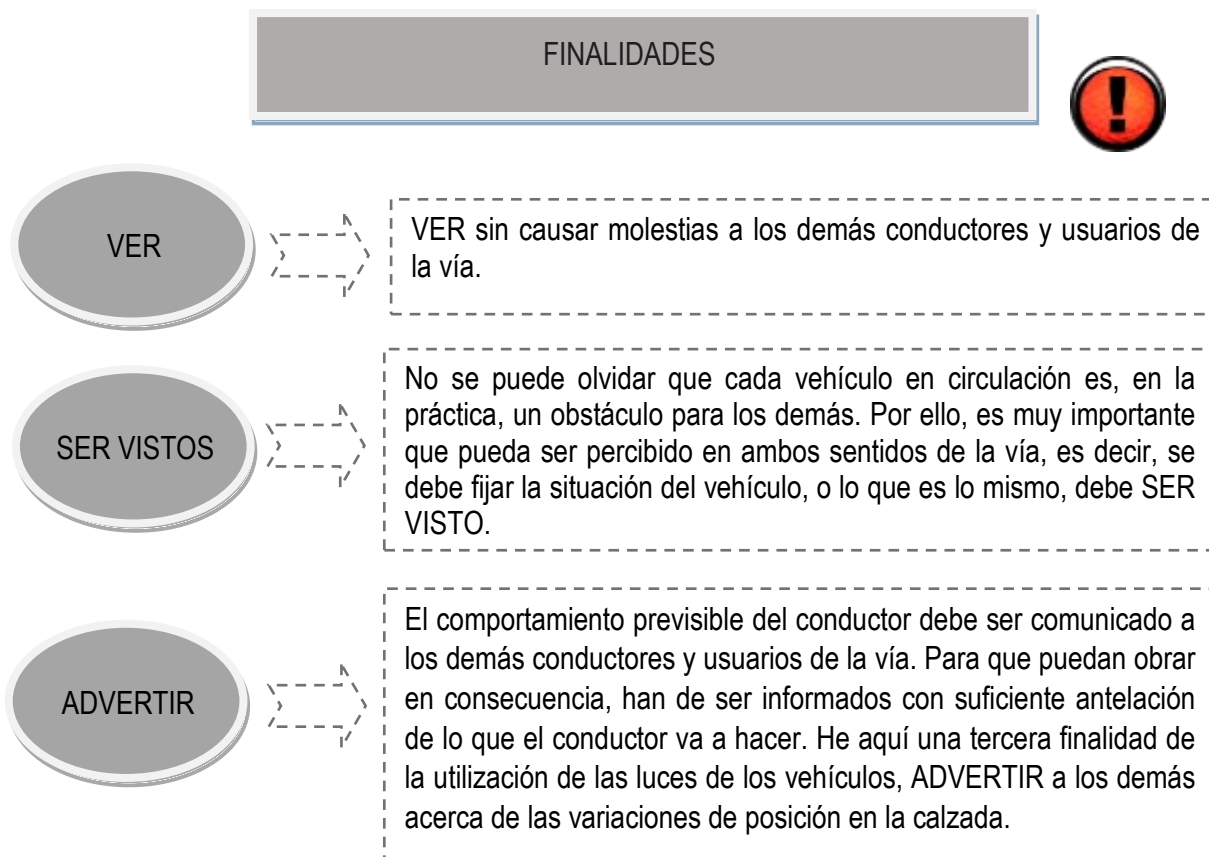 FINALIDADES
VER
VER sin causar molestias a los demás conductores y usuarios de
la vía.
SER VISTOS
No se puede olvidar que cada vehículo en circulación es, en la
práctica, un obstáculo para los demás. Por ello, es muy importante
que pueda ser percibido en ambos sentidos de la vía, es decir, se
debe fijar la situación del vehículo, o lo que es lo mismo, debe SER
VISTO.
ADVERTIR
El comportamiento previsible del conductor debe ser comunicado a
los demás conductores y usuarios de la vía. Para que puedan obrar
en consecuencia, han de ser informados con suficiente antelación
de lo que el conductor va a hacer. He aquí una tercera finalidad de
la utilización de las luces de los vehículos, ADVERTIR a los demás
acerca de las variaciones de posición en la calzada.